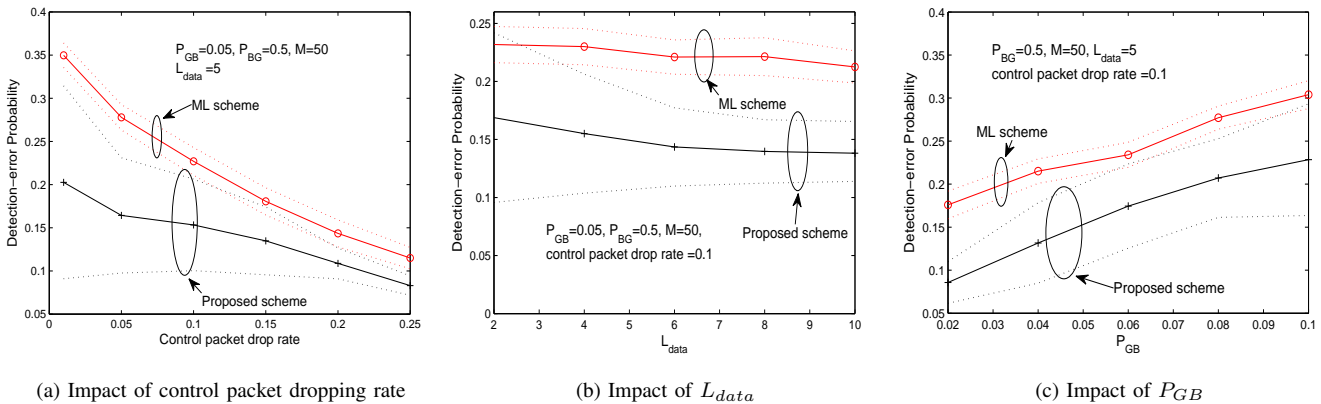 Detection−error Probability
0.4
0.35
0.3
0.25
0.2
0.15
0.1
0.05
P_GB=0.05, P_BG=0.5, M=50
L_data =5
ML scheme
Proposed scheme
0 0.05 0.1 0.15 0.2 0.25
Control packet drop rate
(a) Impact of control packet dropping rate
Detection−error Probability
0.25
0.2
0.15
0.1
0.05
0
ML scheme
Proposed scheme
P_GB=0.05, P_BG=0.5, M=50,
control packet drop rate =0.1
2 3 4 5 6 7 8 9 10
L_data
(b) Impact of L_data
Detection−error Probability
0.4
0.35
0.3
0.25
0.2
0.15
0.1
0.05
P_BG=0.5, M=50, L_data=5
control packet drop rate =0.1
ML scheme
Proposed scheme
0.02 0.03 0.04 0.05 0.06 0.07 0.08 0.09 0.1
P_GB
(c) Impact of P_GB